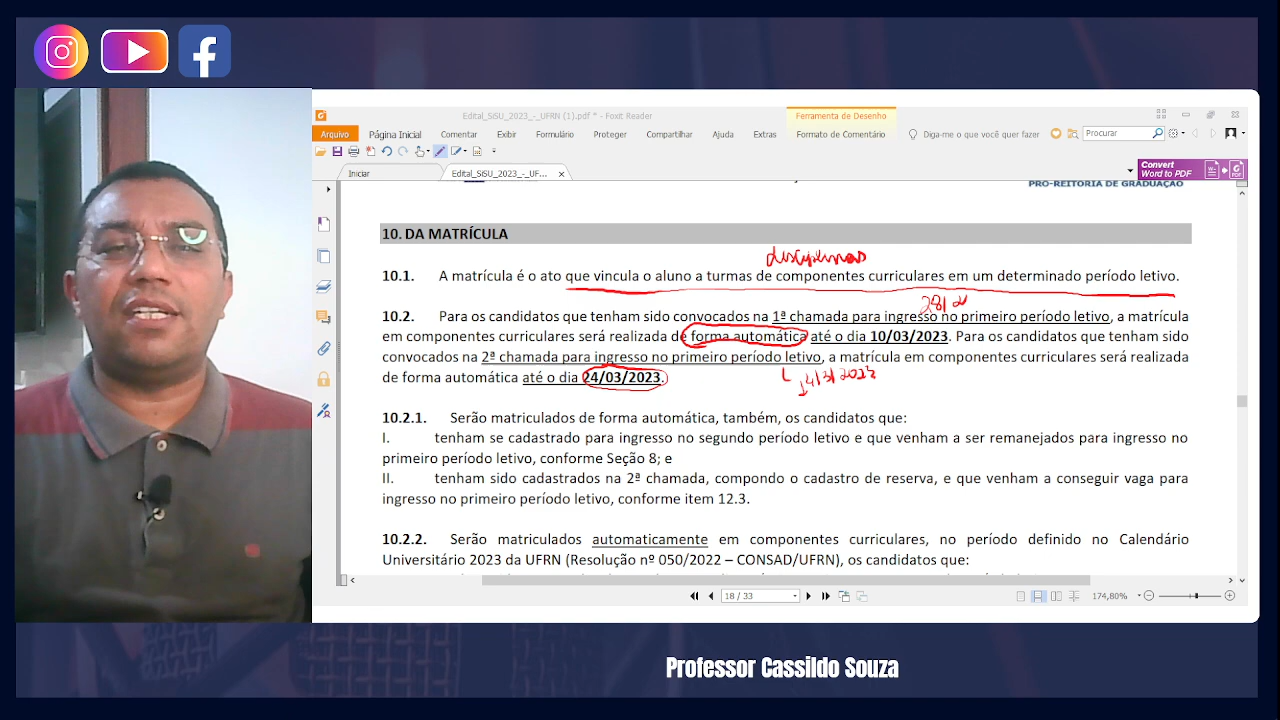 Edital_SiSU_2023_-_UFRN (1).pdf * - Foxit Reader
Ferramenta de Desenho
Arquivo Página Inicial Comentar Exibir Formulário Proteger Compartilhar Ajuda Extras Formato de Comentário Diga-me o que você quer fazer Procurar
Iniciar Edital_SiSU_2023_-_UF...
Convert
Word to PDF
PRÓ-REITORIA DE GRADUAÇÃO
10. DA MATRÍCULA
disciplinas
10.1. A matrícula é o ato que vincula o aluno a turmas de componentes curriculares em um determinado período letivo.
10.2. Para os candidatos que tenham sido convocados na 1ª chamada para ingresso no primeiro período letivo, a matrícula
em componentes curriculares será realizada de forma automática até o dia 10/03/2023. Para os candidatos que tenham sido
convocados na 2ª chamada para ingresso no primeiro período letivo, a matrícula em componentes curriculares será realizada
de forma automática até o dia 24/03/2023.
14/3/2023
10.2.1. Serão matriculados de forma automática, também, os candidatos que:
I. tenham se cadastrado para ingresso no segundo período letivo e que venham a ser remanejados para ingresso no
primeiro período letivo, conforme Seção 8; e
II. tenham sido cadastrados na 2ª chamada, compondo o cadastro de reserva, e que venham a conseguir vaga para
ingresso no primeiro período letivo, conforme item 12.3.
10.2.2. Serão matriculados automaticamente em componentes curriculares, no período definido no Calendário
Universitário 2023 da UFRN (Resolução nº 050/2022 – CONSAD/UFRN), os candidatos que:
18 / 33
174,80%
Professor Cassildo Souza